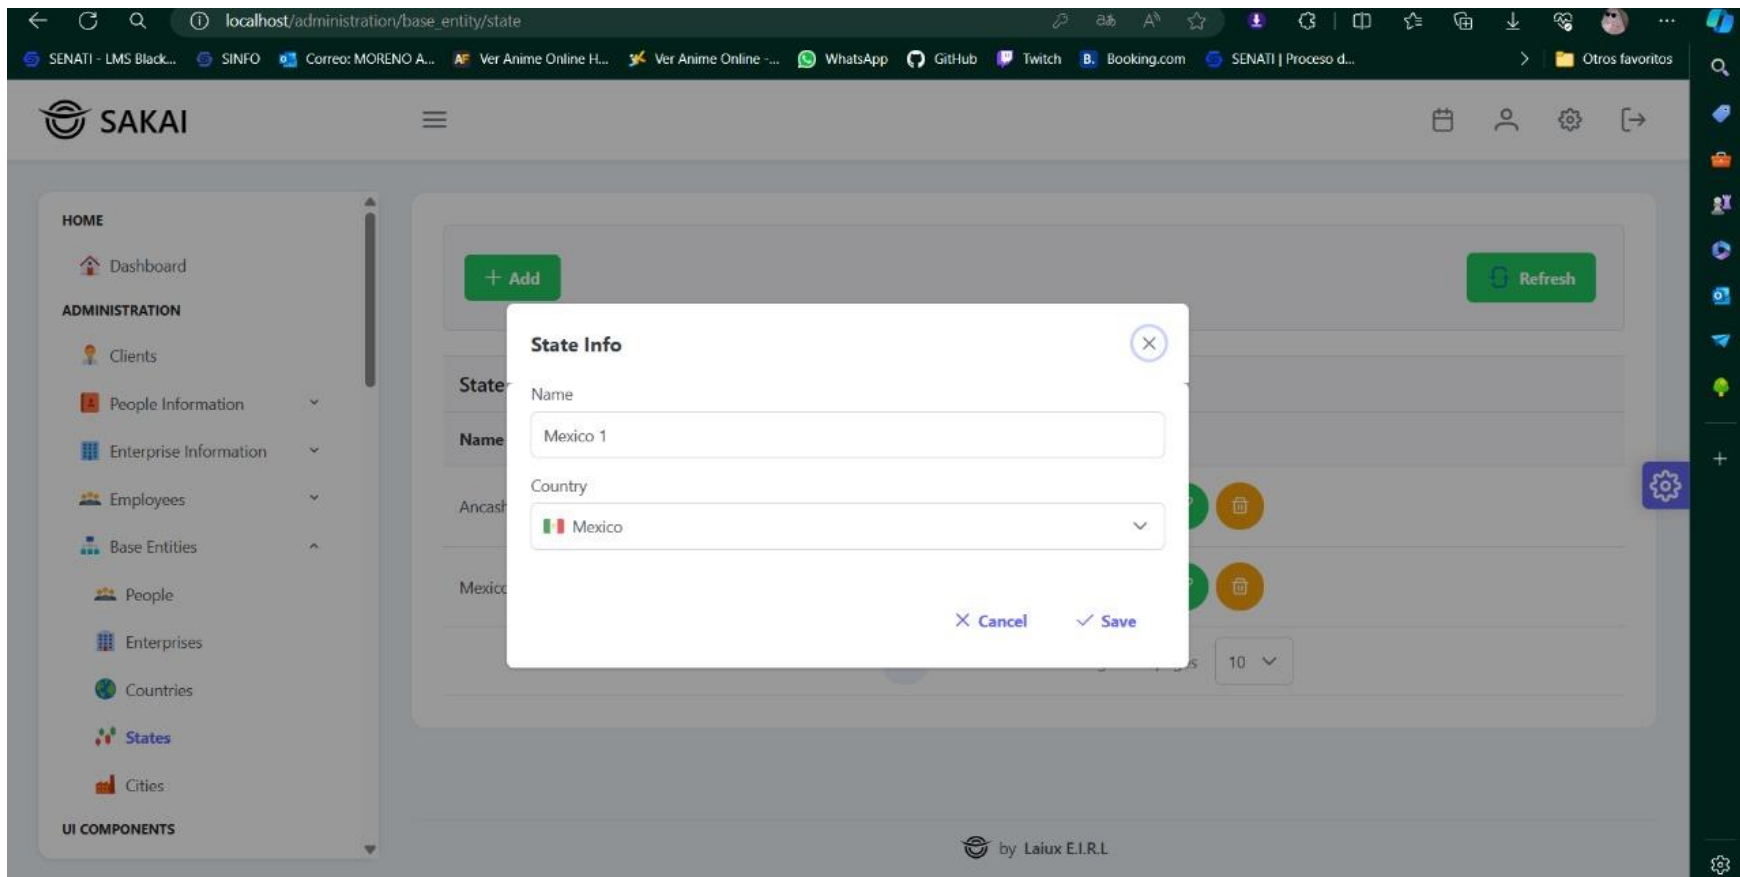 localhost/administration/base_entity/state
SENATI - LMS Black... SINFO Correo: MORENO A... AF Ver Anime Online H... Ver Anime Online -... WhatsApp GitHub Twitch B. Booking.com SENATI | Proceso d... Otros favoritos
SAKAI
HOME
Dashboard
ADMINISTRATION
Clients
People Information
Enterprise Information
Employees
Base Entities
People
Enterprises
Countries
States
Cities
UI COMPONENTS
+ Add
Refresh
State
Name
Ancash
Mexico
10
State Info
Name
Mexico 1
Country
Mexico
Cancel Save
by Laiux E.I.R.L